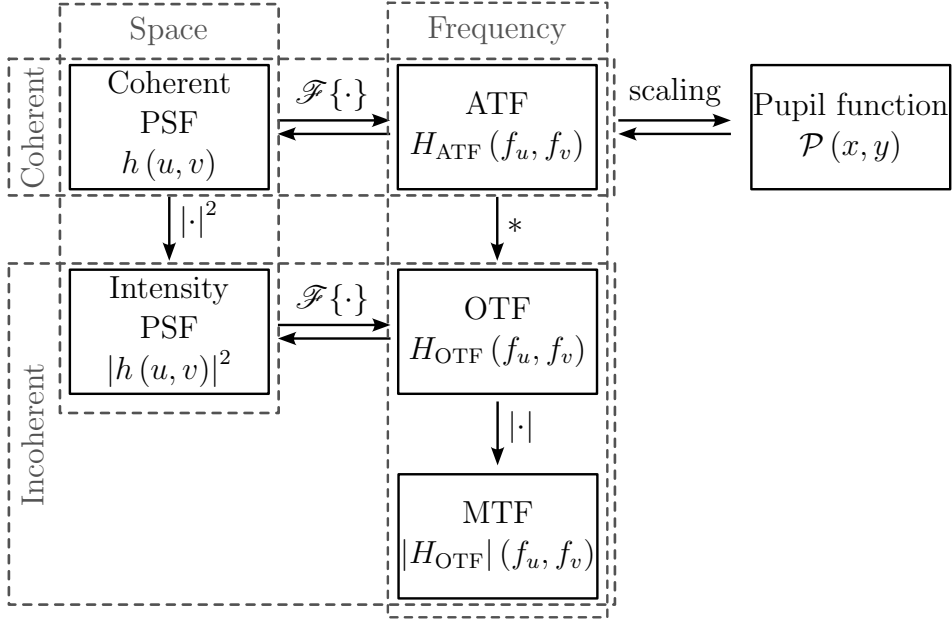 Space
Frequency
Coherent
Coherent
PSF
h (u, v)
ℱ {·}
ATF
H_ATF (f_u, f_v)
scaling
Pupil function
𝒫 (x, y)
|·|²
*
Incoherent
Intensity
PSF
|h (u, v)|²
ℱ {·}
OTF
H_OTF (f_u, f_v)
|·|
MTF
|H_OTF| (f_u, f_v)